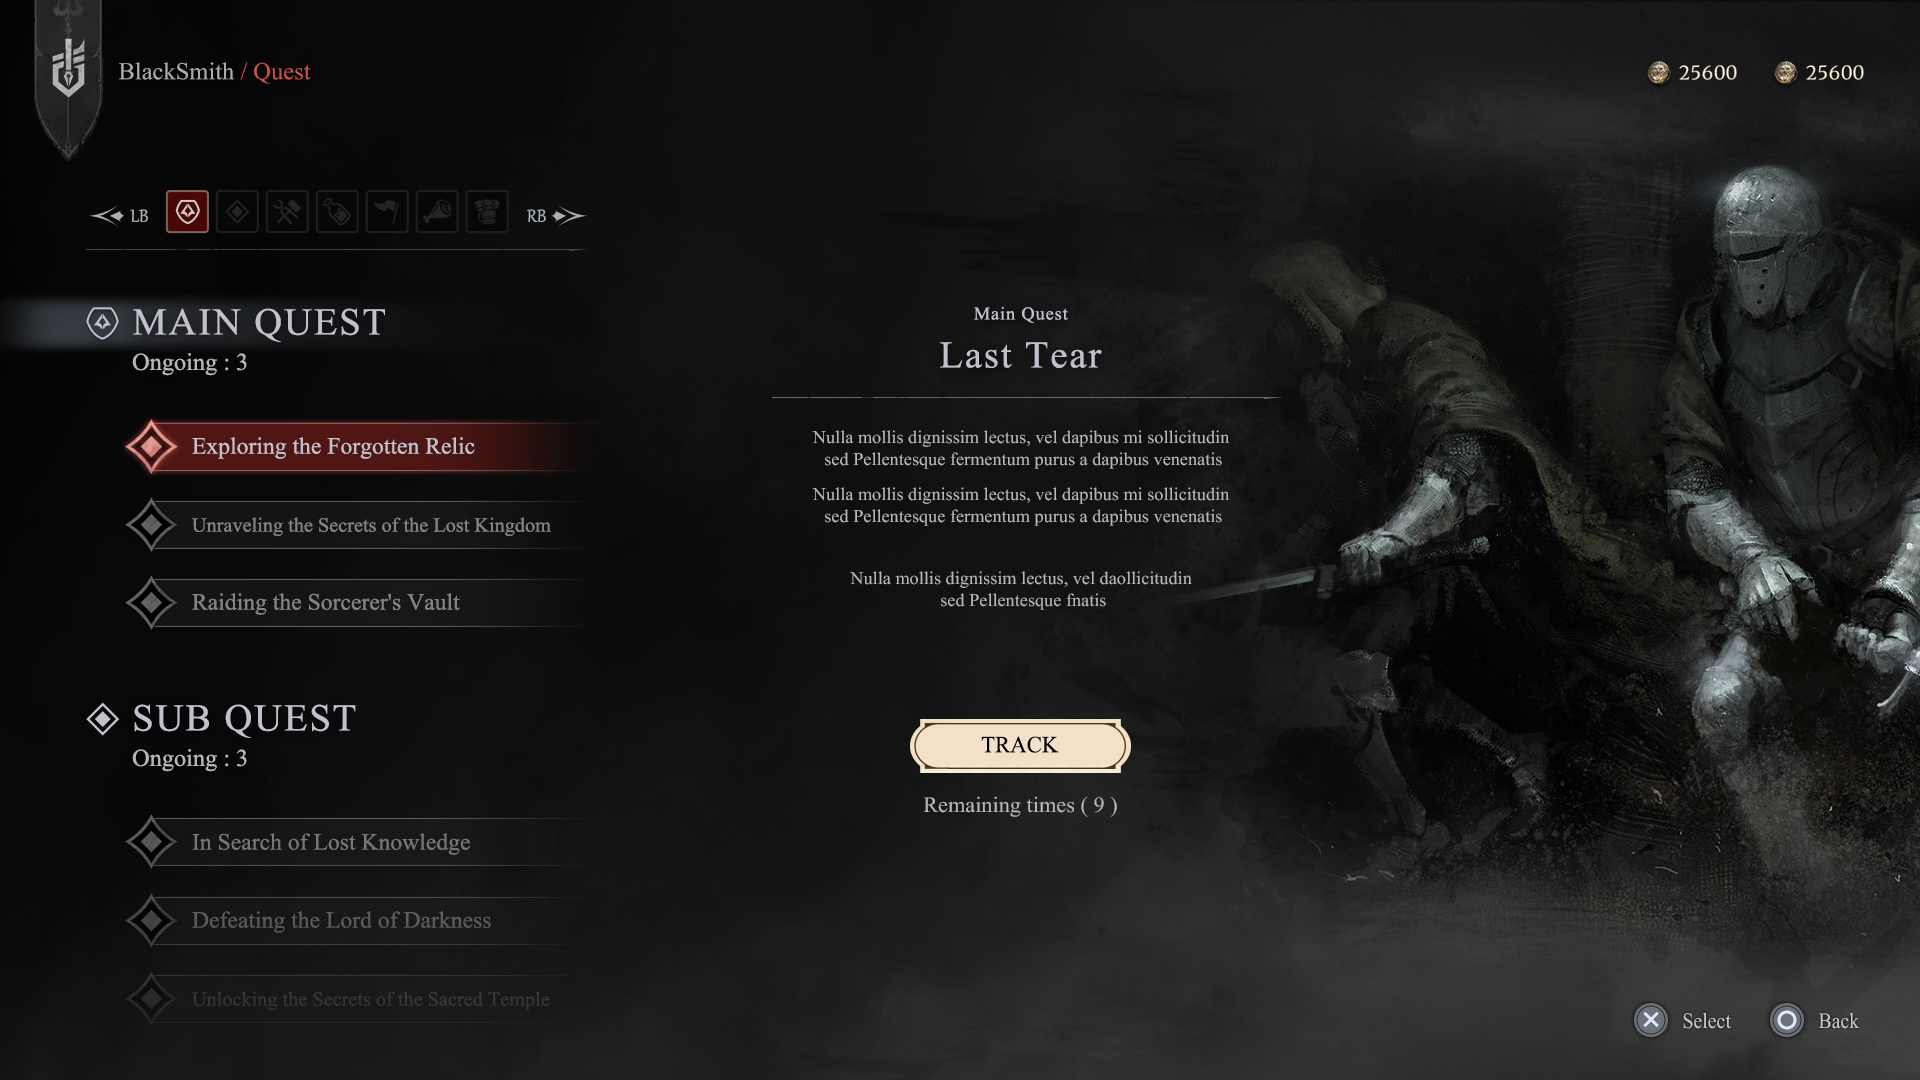 BlackSmith / Quest
25600
25600
LB
RB
MAIN QUEST
Ongoing : 3
Exploring the Forgotten Relic
Unraveling the Secrets of the Lost Kingdom
Raiding the Sorcerer's Vault
SUB QUEST
Ongoing : 3
In Search of Lost Knowledge
Defeating the Lord of Darkness
Unlocking the Secrets of the Sacred Temple
Main Quest
Last Tear
Nulla mollis dignissim lectus, vel dapibus mi sollicitudin
sed Pellentesque fermentum purus a dapibus venenatis
Nulla mollis dignissim lectus, vel dapibus mi sollicitudin
sed Pellentesque fermentum purus a dapibus venenatis
Nulla mollis dignissim lectus, vel daollicitudin
sed Pellentesque fnatis
TRACK
Remaining times ( 9 )
Select
Back